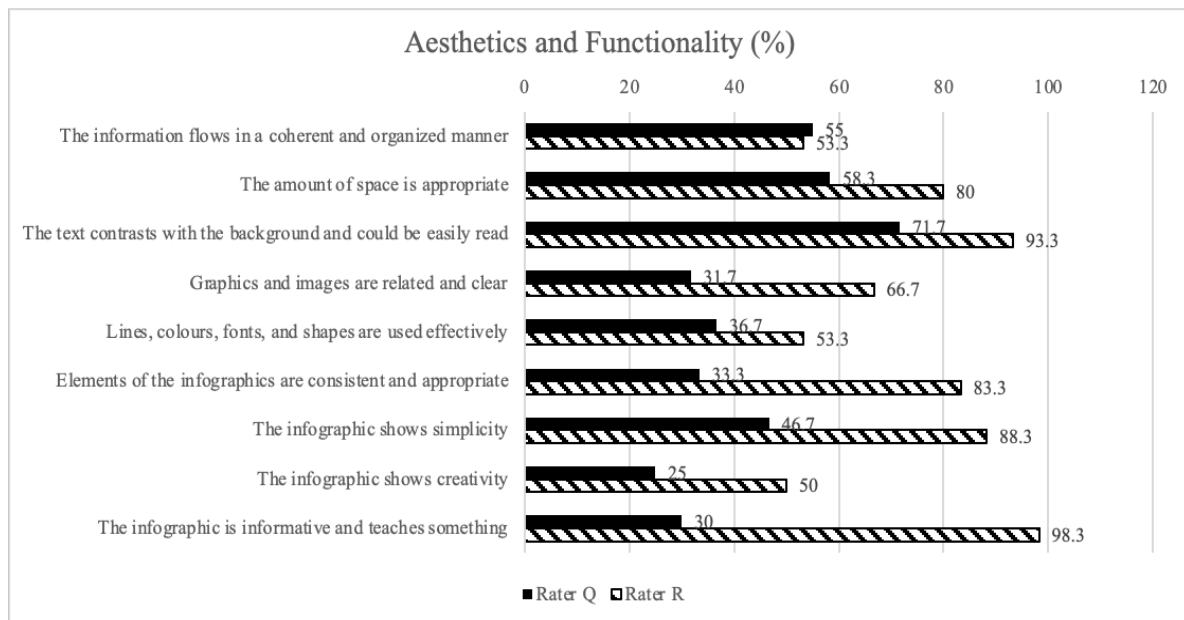 Aesthetics and Functionality (%)
0 20 40 60 80 100 120
The information flows in a coherent and organized manner
55
53.3
The amount of space is appropriate
58.3
80
The text contrasts with the background and could be easily read
71.7
93.3
Graphics and images are related and clear
31.7
66.7
Lines, colours, fonts, and shapes are used effectively
36.7
53.3
Elements of the infographics are consistent and appropriate
33.3
83.3
The infographic shows simplicity
46.7
88.3
The infographic shows creativity
25
50
The infographic is informative and teaches something
30
98.3
Rater Q Rater R